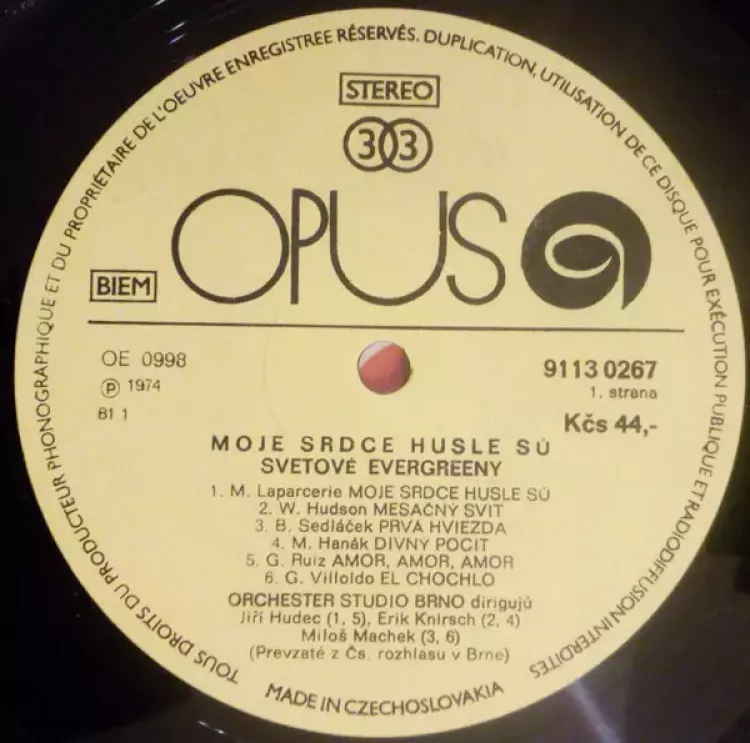 TOUS DROITS DU PRODUCTEUR PHONOGRAPHIQUE ET DU PROPRIÉTAIRE DE L'OEUVRE ENREGISTREE RÉSERVÉS. DUPLICATION, UTILISATION DE CE DISQUE POUR EXÉCUTION PUBLIQUE ET RADIODIFFUSION INTERDITES
STEREO
33
OPUS
BIEM
OE 0998
9113 0267
Ⓟ 1974
1. strana
81 1
Kčs 44,-
MOJE SRDCE HUSLE SÚ
SVETOVÉ EVERGREENY
1. M. Laparcerie MOJE SRDCE HUSLE SÚ
2. W. Hudson MESAČNÝ SVIT
3. B. Sedláček PRVÁ HVIEZDA
4. M. Hanák DIVNÝ POCIT
5. G. Ruiz AMOR, AMOR, AMOR
6. G. Villoldo EL CHOCHLO
ORCHESTER STUDIO BRNO dirigujú
Jiří Hudec (1, 5), Erik Knirsch (2, 4)
Miloš Machek (3, 6)
(Prevzaté z Čs. rozhlasu v Brne)
MADE IN CZECHOSLOVAKIA